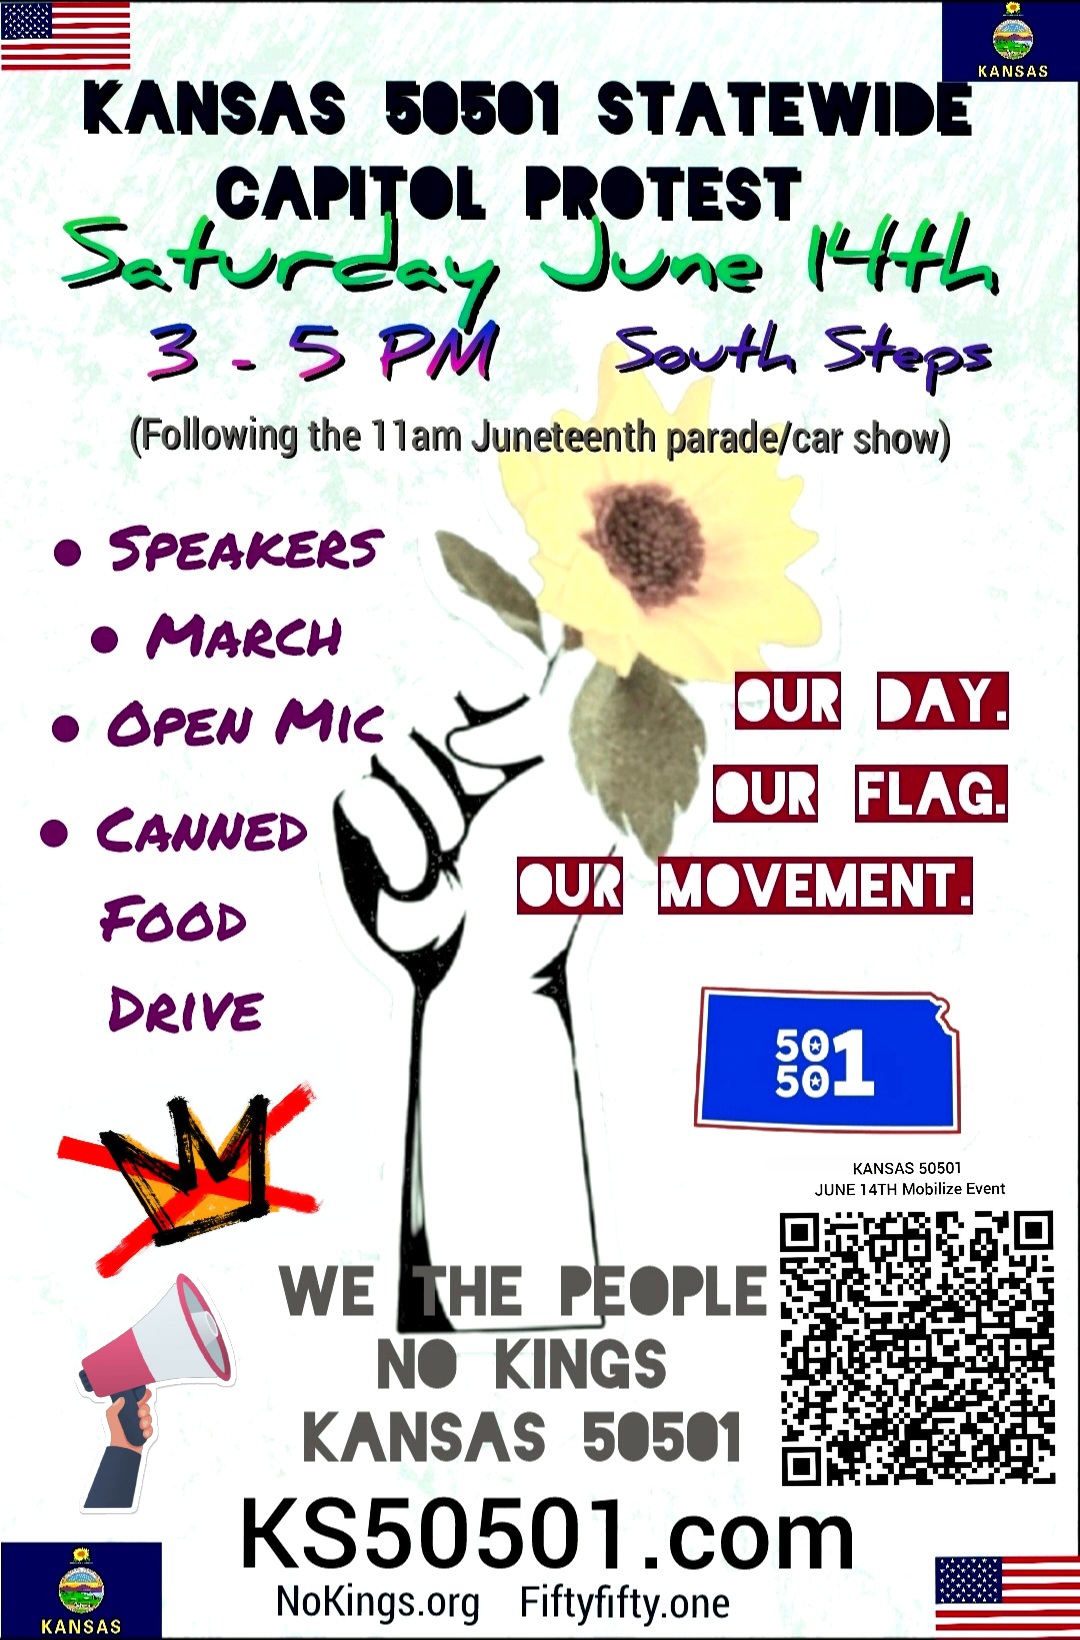 KANSAS
KANSAS 50501 STATEWIDE
CAPITOL PROTEST
Saturday June 14th
3 - 5 PM South Steps
(Following the 11am Juneteenth parade/car show)
• SPEAKERS
• MARCH
• OPEN MIC
• CANNED
FOOD
DRIVE
OUR DAY.
OUR FLAG.
OUR MOVEMENT.
50
501
KANSAS 50501
JUNE 14TH Mobilize Event
WE THE PEOPLE
NO KINGS
KANSAS 50501
KS50501.com
NoKings.org Fiftyfifty.one
KANSAS